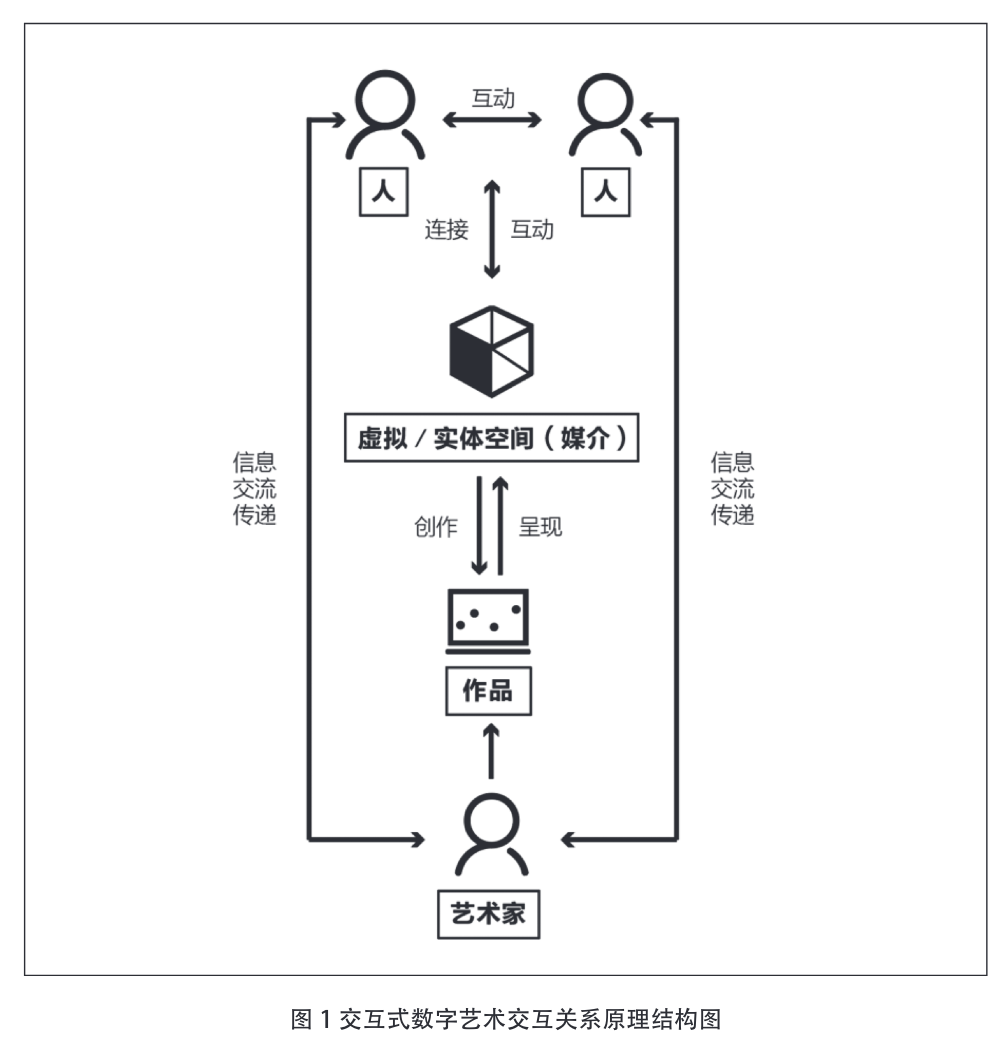 互动
人
人
连接
互动
虚拟 / 实体空间（媒介）
信息
交流
传递
信息
交流
传递
创作
呈现
作品
艺术家
图 1 交互式数字艺术交互关系原理结构图